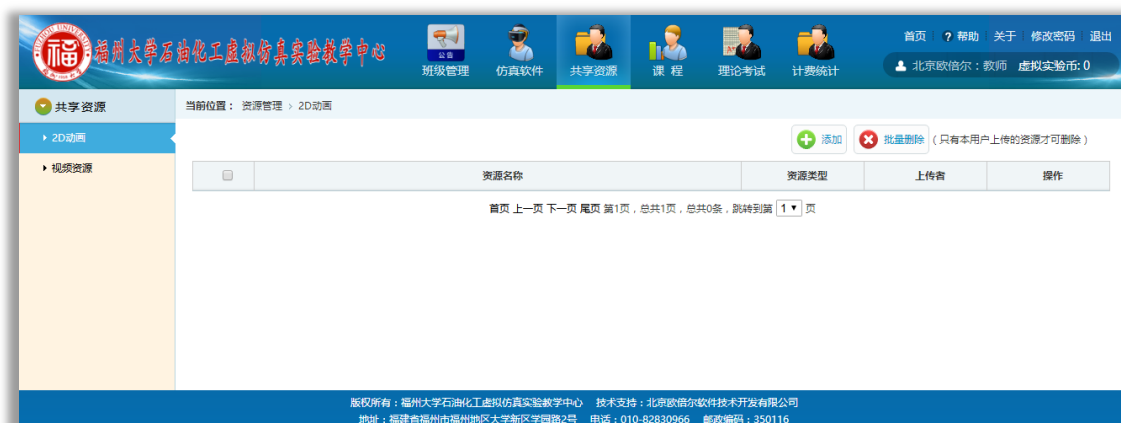 福州大学石油化工虚拟仿真实验教学中心
公告
班级管理 仿真软件 共享资源 课 程 理论考试 计费统计
首页 ? 帮助 关于 修改密码 退出
北京欧倍尔：教师 虚拟实验币: 0
共享资源
当前位置： 资源管理 › 2D动画
2D动画
视频资源
添加 批量删除 ( 只有本用户上传的资源才可删除 )
资源名称 资源类型 上传者 操作
首页 上一页 下一页 尾页 第1页，总共1页，总共0条，跳转到第 1 页
版权所有：福州大学石油化工虚拟仿真实验教学中心 技术支持：北京欧倍尔软件技术开发有限公司
地址：福建省福州市福州地区大学新区学园路2号 电话：010-82830966 邮政编码：350116